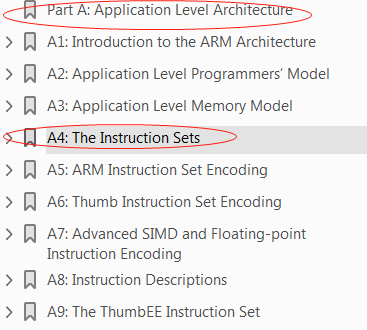 Part A: Application Level Architecture
A1: Introduction to the ARM Architecture
A2: Application Level Programmers’ Model
A3: Application Level Memory Model
A4: The Instruction Sets
A5: ARM Instruction Set Encoding
A6: Thumb Instruction Set Encoding
A7: Advanced SIMD and Floating-point
Instruction Encoding
A8: Instruction Descriptions
A9: The ThumbEE Instruction Set